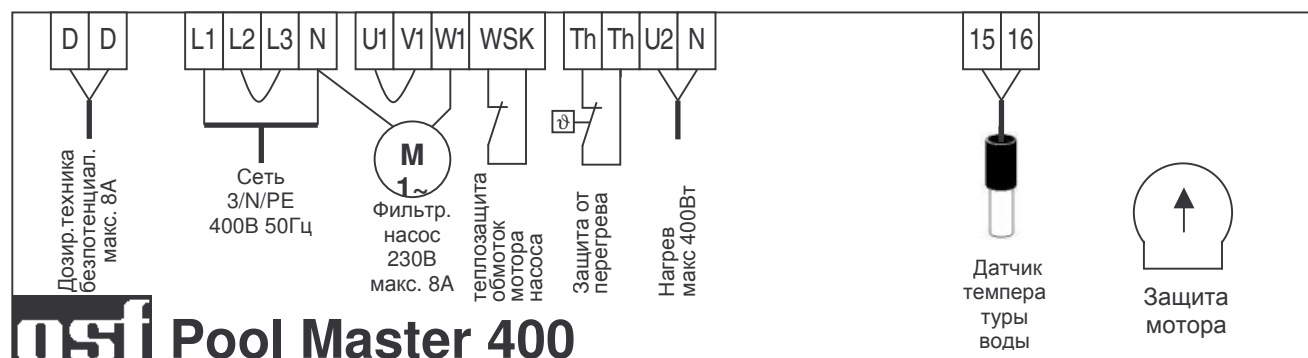 D D L1 L2 L3 N U1 V1 W1 WSK Th Th U2 N 15 16
Дозир.техника
безпотенциал.
макс. 8А
Сеть
3/N/PE
400В 50Гц
M
1~
Фильтр.
насос
230В
макс. 8А
теплозащита
обмоток
мотора
насоса
ϑ
Защита от
перегрева
Нагрев
макс 400Вт
Датчик
темпера
туры
воды
Защита
мотора
osf Pool Master 400